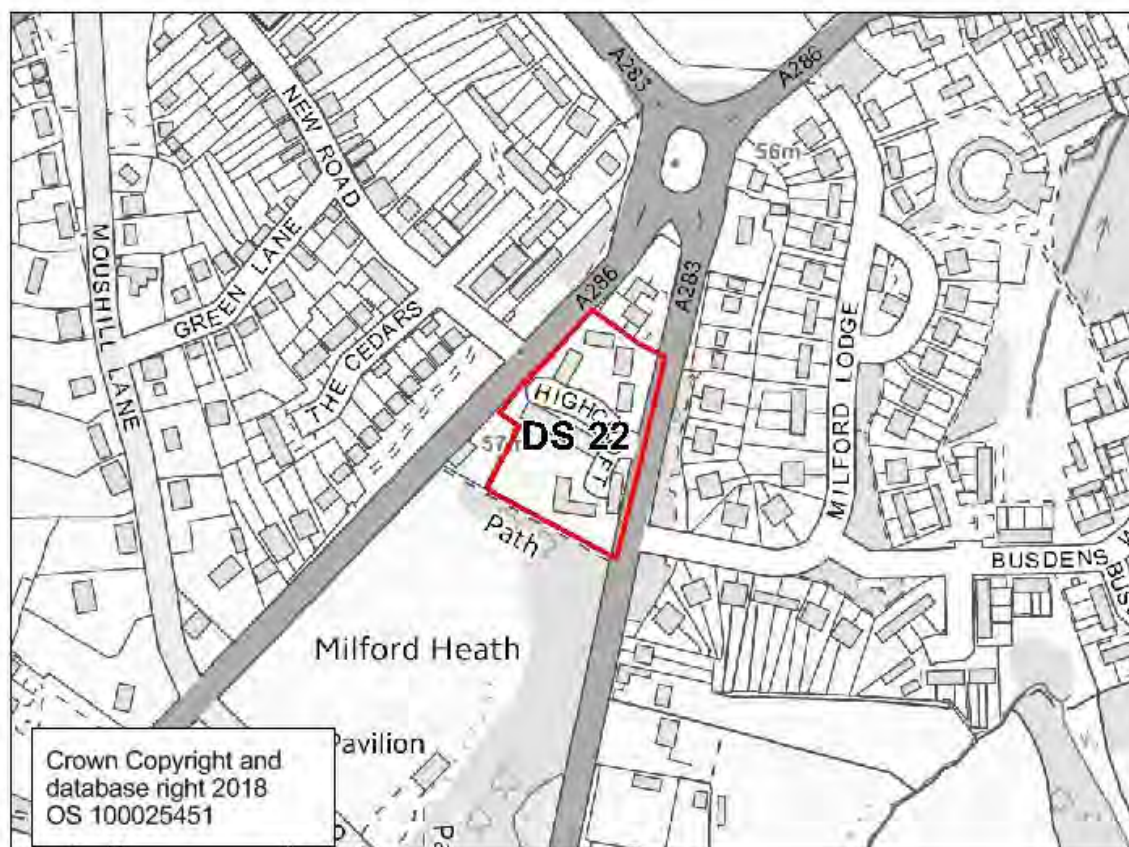 A283
A286
NEW ROAD
56m
GREEN LANE
MOUSHILL LANE
A286
A283
THE CEDARS
MILFORD LODGE
HIGHCROFT
DS 22
Path
BUSDENS
Milford Heath
Pavilion
Crown Copyright and
database right 2018
OS 100025451